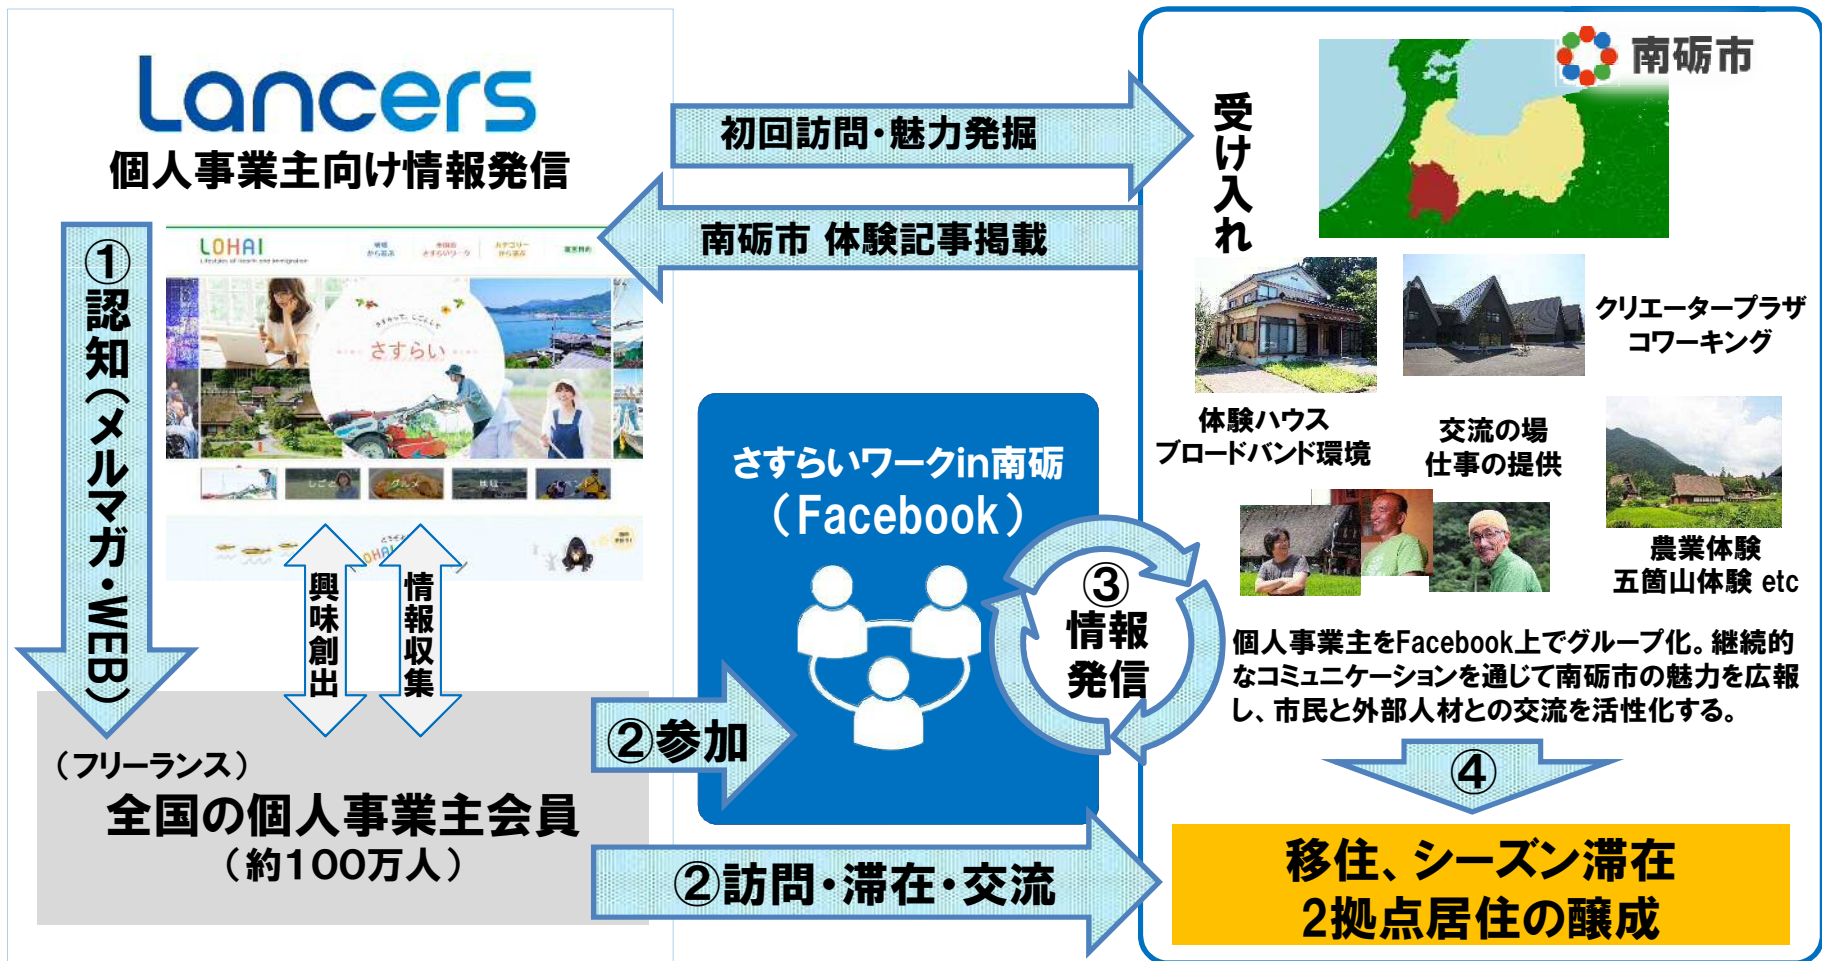 Lancers
個人事業主向け情報発信
初回訪問・魅力発掘
南砺市 体験記事掲載
①認知(メルマガ・WEB)
LOHAI
Lifestyles of Health and Immigration
さすらい
しごと
グルメ
興味創出
情報収集
(フリーランス)
全国の個人事業主会員
(約100万人)
②参加
②訪問・滞在・交流
さすらいワークin南砺
(Facebook)
③
情報
発信
南砺市
受け入れ
クリエータープラザ
コワーキング
体験ハウス
ブロードバンド環境
交流の場
仕事の提供
農業体験
五箇山体験 etc
個人事業主をFacebook上でグループ化。継続的
なコミュニケーションを通じて南砺市の魅力を広報
し、市民と外部人材との交流を活性化する。
④
移住、シーズン滞在
2拠点居住の醸成